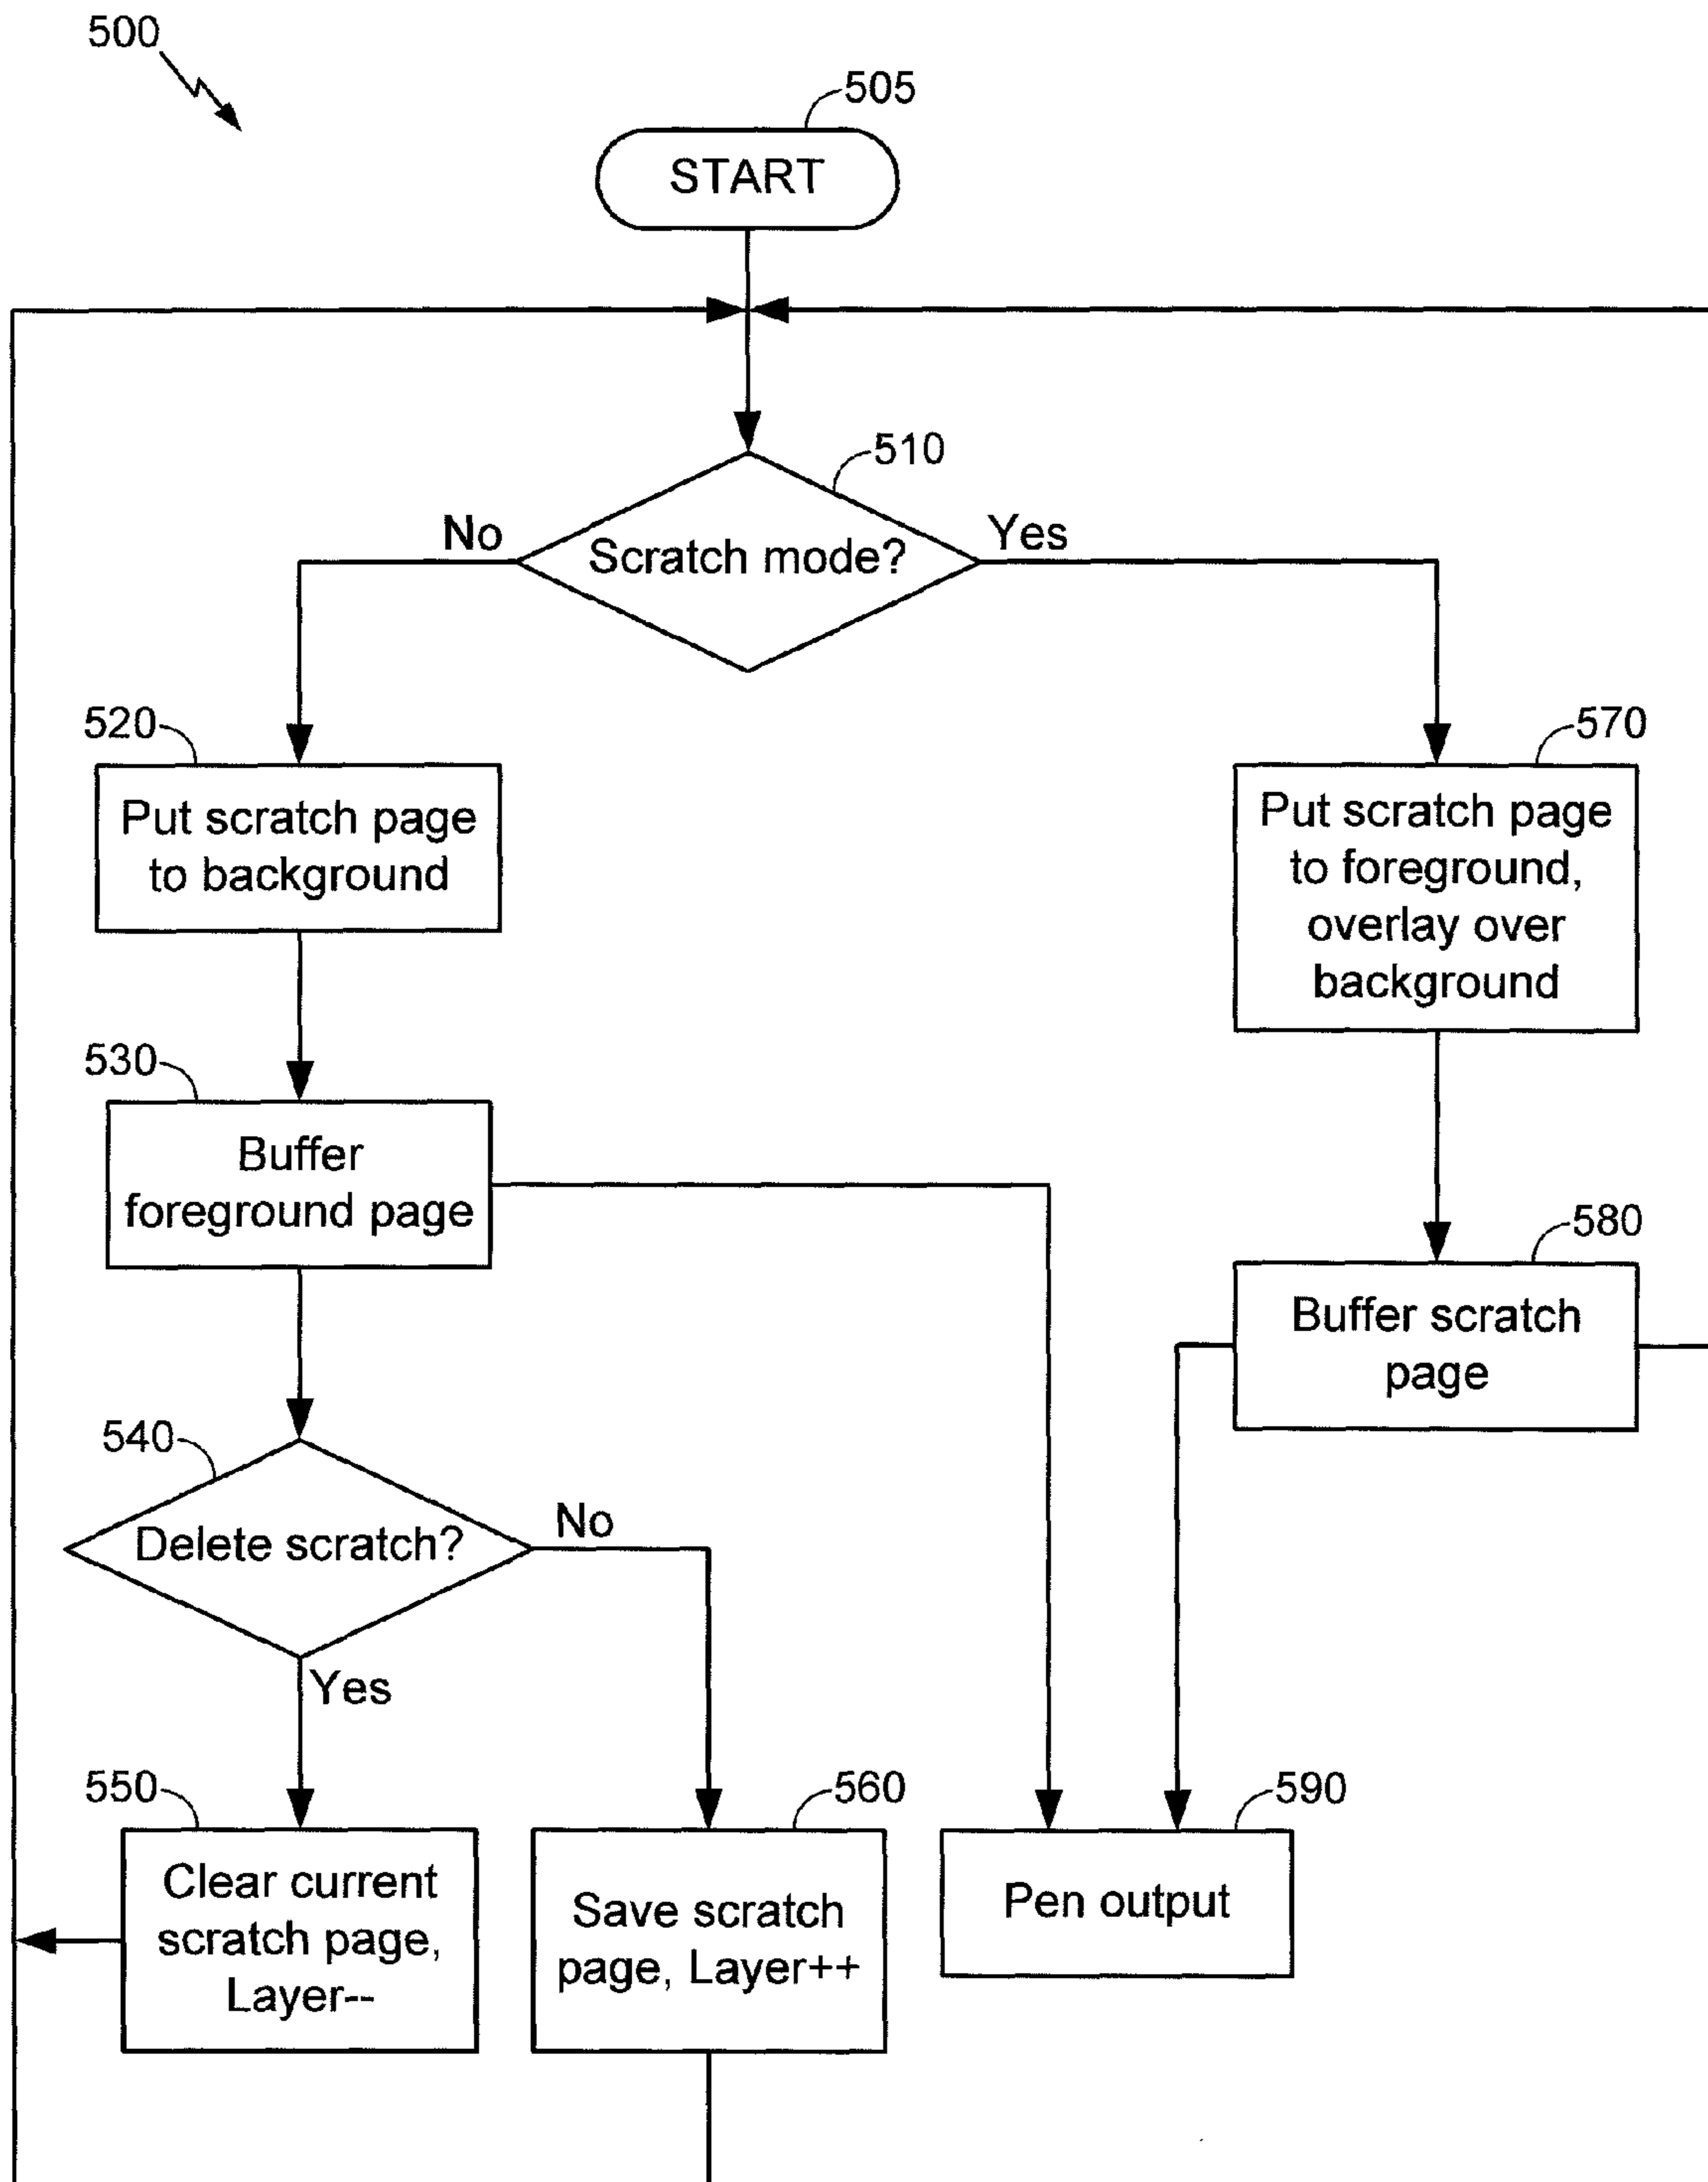 500
505
START
510
No
Yes
Scratch mode?
520
Put scratch page
to background
570
Put scratch page
to foreground,
overlay over
background
530
Buffer
foreground page
580
Buffer scratch
page
540
Delete scratch?
No
Yes
550
Clear current
scratch page,
Layer--
560
Save scratch
page, Layer++
590
Pen output